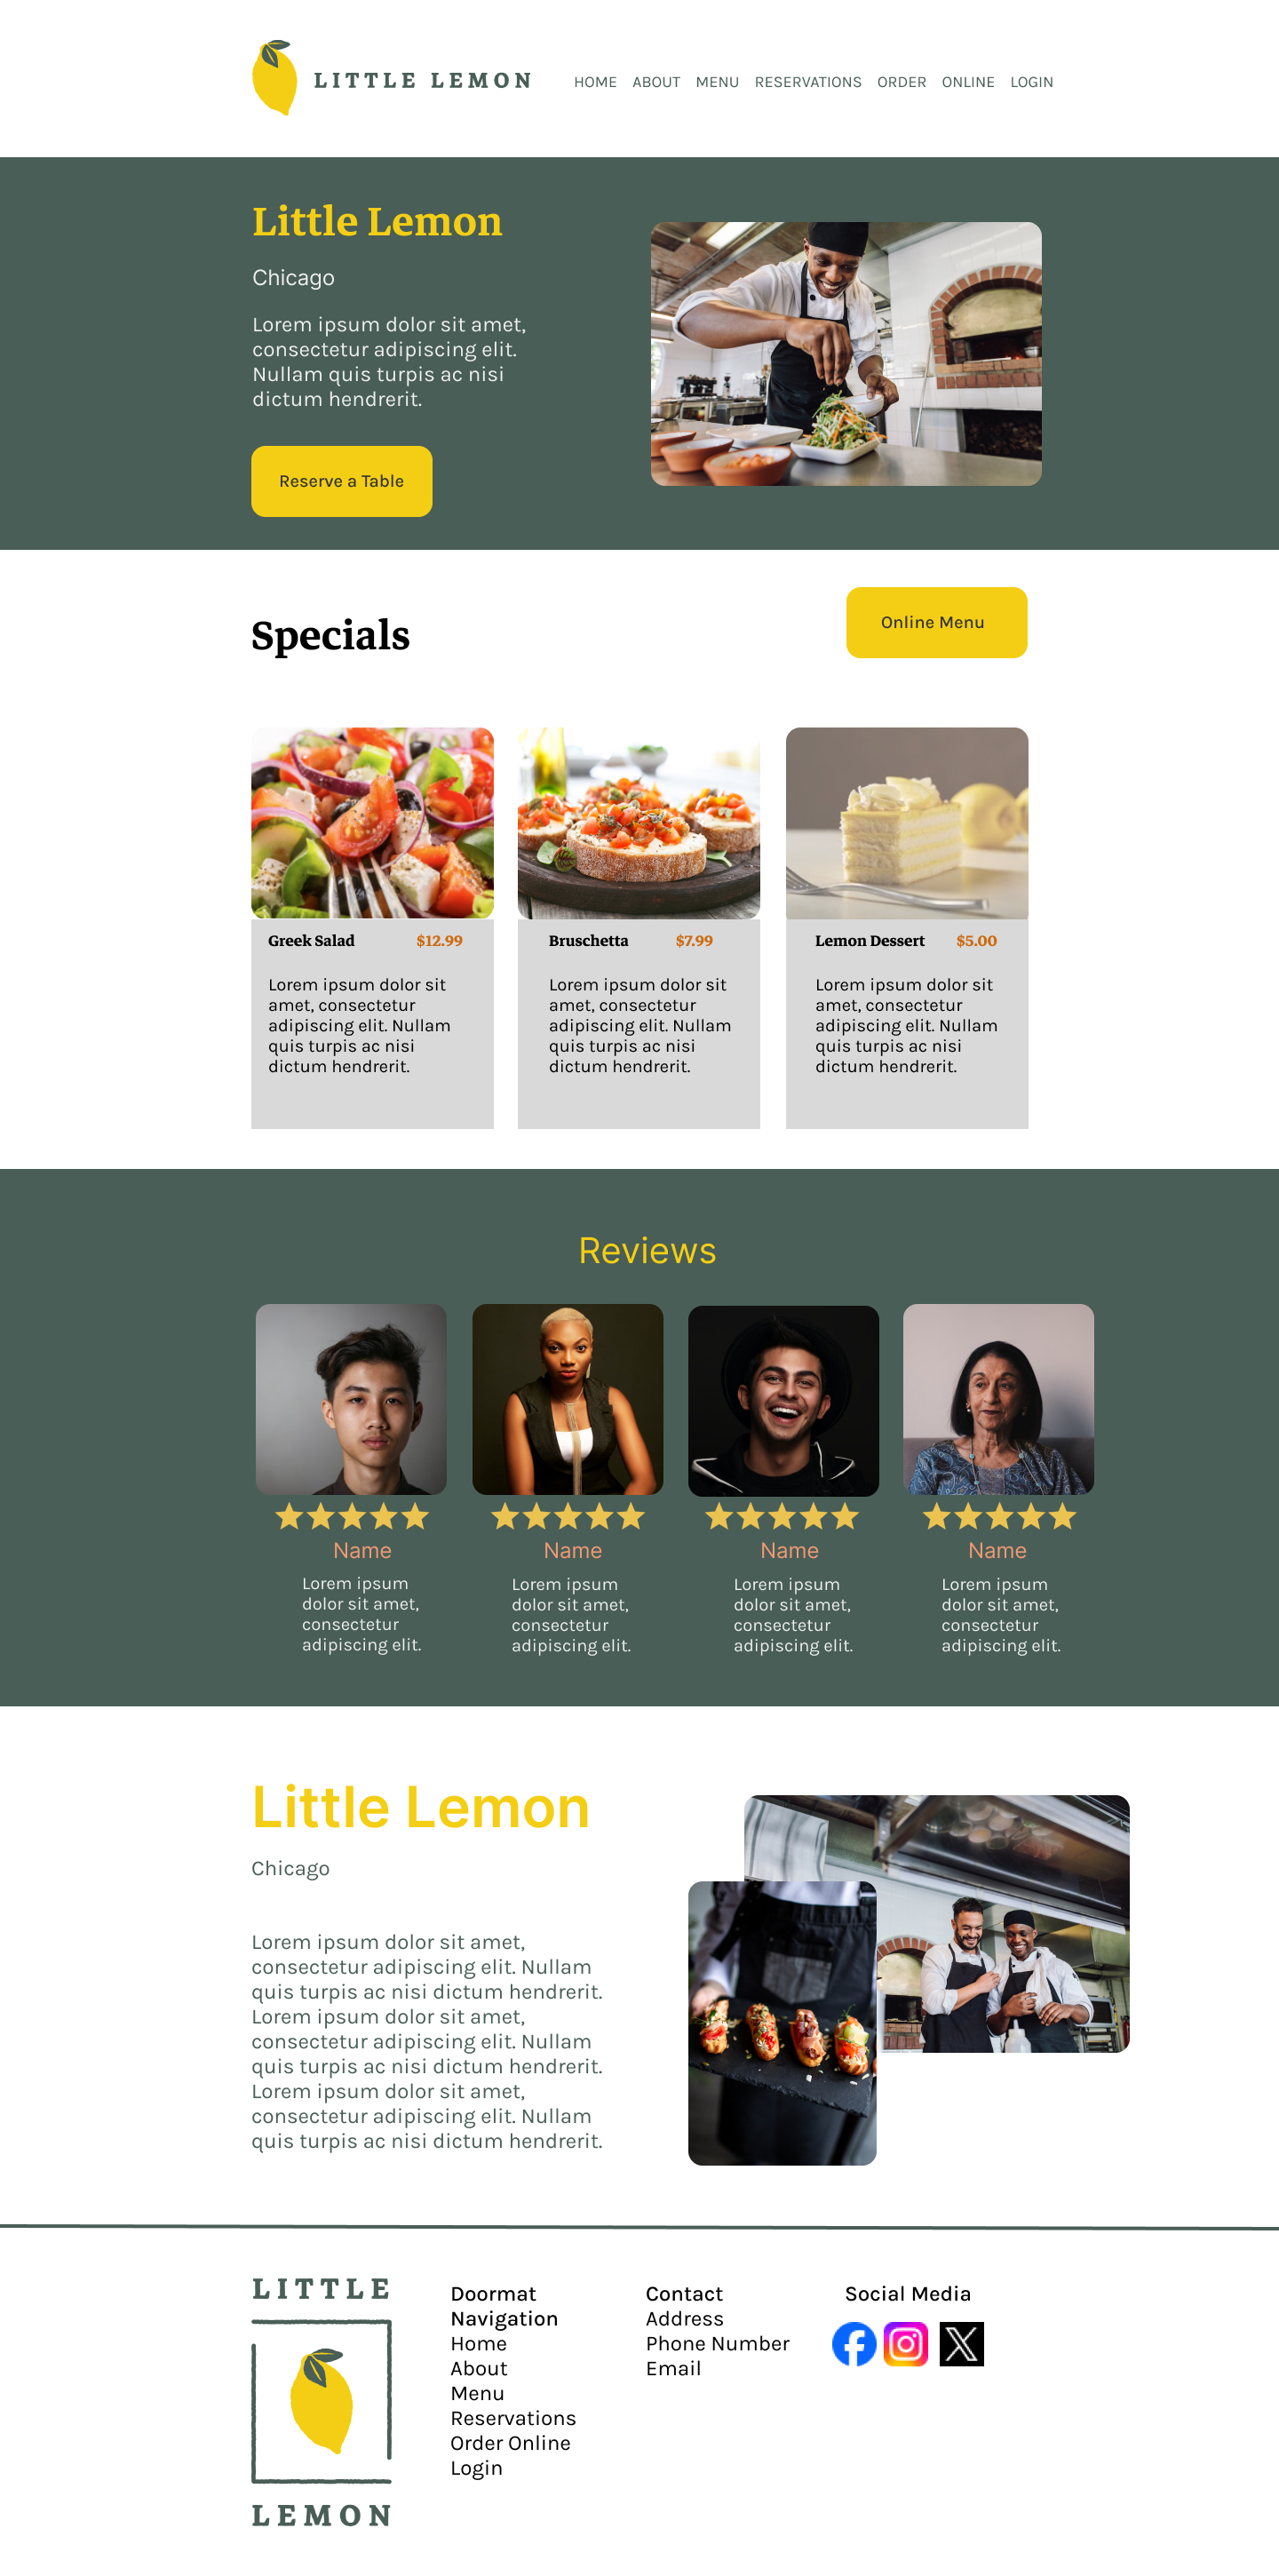 LITTLE LEMON
HOME ABOUT MENU RESERVATIONS ORDER ONLINE LOGIN
Little Lemon
Chicago
Lorem ipsum dolor sit amet,
consectetur adipiscing elit.
Nullam quis turpis ac nisi
dictum hendrerit.
Reserve a Table
Specials
Online Menu
Greek Salad
$12.99
Lorem ipsum dolor sit
amet, consectetur
adipiscing elit. Nullam
quis turpis ac nisi
dictum hendrerit.
Bruschetta
$7.99
Lorem ipsum dolor sit
amet, consectetur
adipiscing elit. Nullam
quis turpis ac nisi
dictum hendrerit.
Lemon Dessert
$5.00
Lorem ipsum dolor sit
amet, consectetur
adipiscing elit. Nullam
quis turpis ac nisi
dictum hendrerit.
Reviews
Name
Lorem ipsum
dolor sit amet,
consectetur
adipiscing elit.
Name
Lorem ipsum
dolor sit amet,
consectetur
adipiscing elit.
Name
Lorem ipsum
dolor sit amet,
consectetur
adipiscing elit.
Name
Lorem ipsum
dolor sit amet,
consectetur
adipiscing elit.
Little Lemon
Chicago
Lorem ipsum dolor sit amet,
consectetur adipiscing elit. Nullam
quis turpis ac nisi dictum hendrerit.
Lorem ipsum dolor sit amet,
consectetur adipiscing elit. Nullam
quis turpis ac nisi dictum hendrerit.
Lorem ipsum dolor sit amet,
consectetur adipiscing elit. Nullam
quis turpis ac nisi dictum hendrerit.
LITTLE
LEMON
Doormat
Navigation
Home
About
Menu
Reservations
Order Online
Login
Contact
Address
Phone Number
Email
Social Media